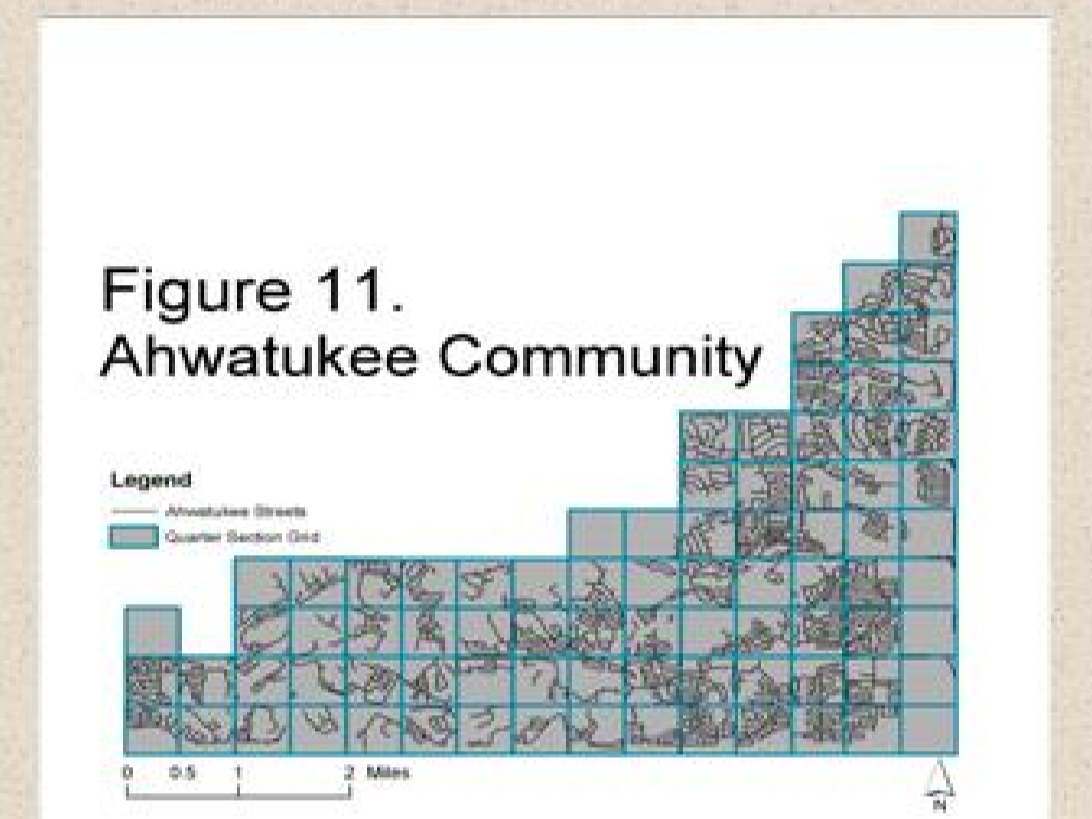 Figure 11.
Ahwatukee Community
Legend
Ahwatukee Streets
Quarter Section Grid
0 0.5 1 2 Miles
N